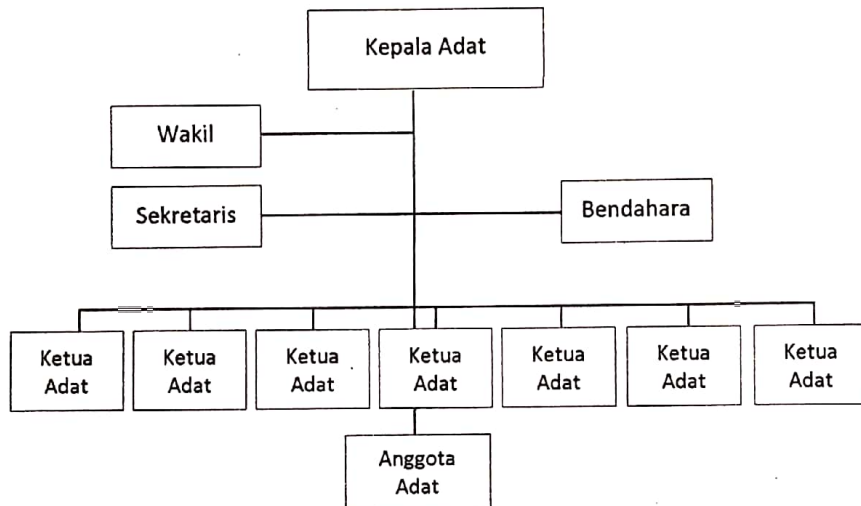 Kepala Adat
Wakil
Sekretaris
Bendahara
Ketua
Adat
Ketua
Adat
Ketua
Adat
Ketua
Adat
Ketua
Adat
Ketua
Adat
Ketua
Adat
Anggota
Adat